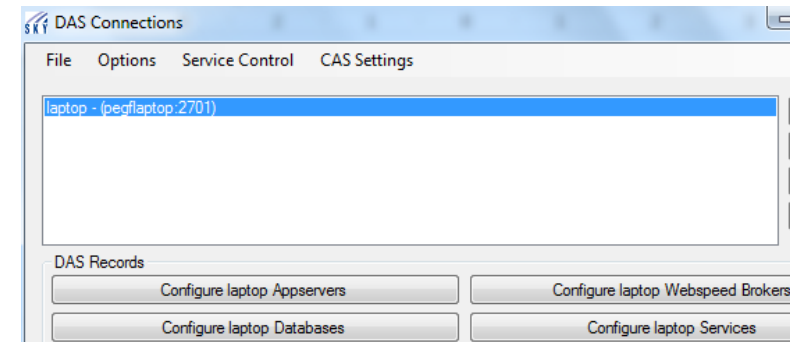 SKY DAS Connections
File Options Service Control CAS Settings
laptop - (pegflaptop:2701)
DAS Records
Configure laptop Appservers Configure laptop Webspeed Brokers
Configure laptop Databases Configure laptop Services